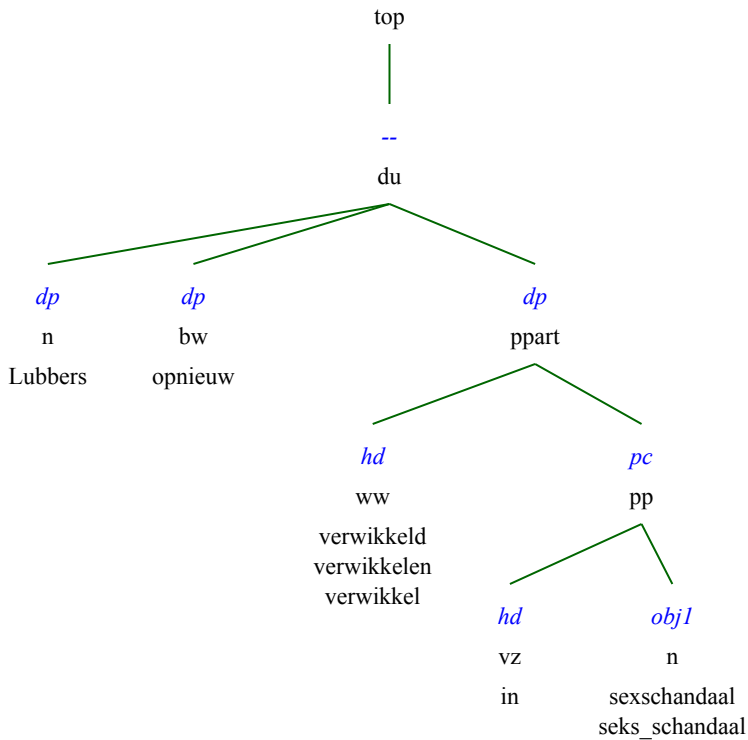 top
--
du
dp dp dp
n bw ppart
Lubbers opnieuw
hd pc
ww pp
verwikkeld
verwikkelen
verwikkel
hd obj1
vz n
in sexschandaal
seks_schandaal